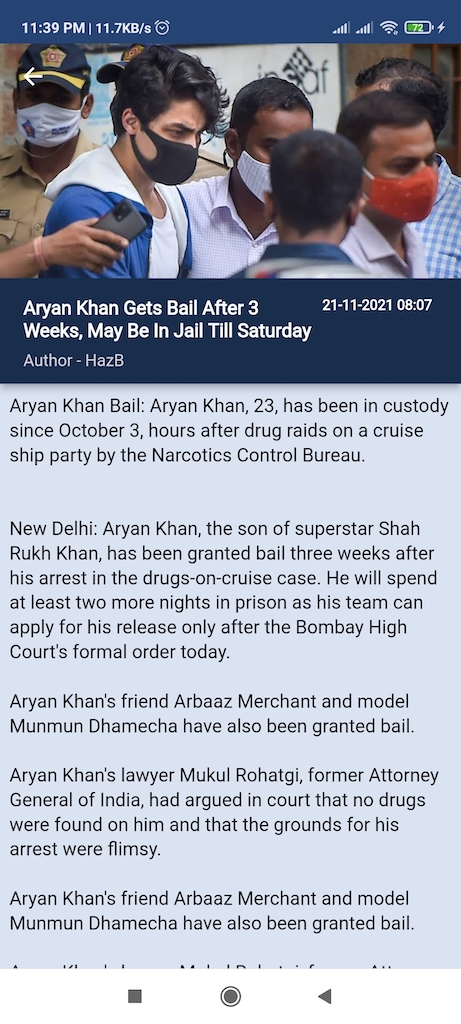 11:39 PM | 11.7KB/s
72
Aryan Khan Gets Bail After 3
Weeks, May Be In Jail Till Saturday
21-11-2021 08:07
Author - HazB
Aryan Khan Bail: Aryan Khan, 23, has been in custody
since October 3, hours after drug raids on a cruise
ship party by the Narcotics Control Bureau.
New Delhi: Aryan Khan, the son of superstar Shah
Rukh Khan, has been granted bail three weeks after
his arrest in the drugs-on-cruise case. He will spend
at least two more nights in prison as his team can
apply for his release only after the Bombay High
Court's formal order today.
Aryan Khan's friend Arbaaz Merchant and model
Munmun Dhamecha have also been granted bail.
Aryan Khan's lawyer Mukul Rohatgi, former Attorney
General of India, had argued in court that no drugs
were found on him and that the grounds for his
arrest were flimsy.
Aryan Khan's friend Arbaaz Merchant and model
Munmun Dhamecha have also been granted bail.